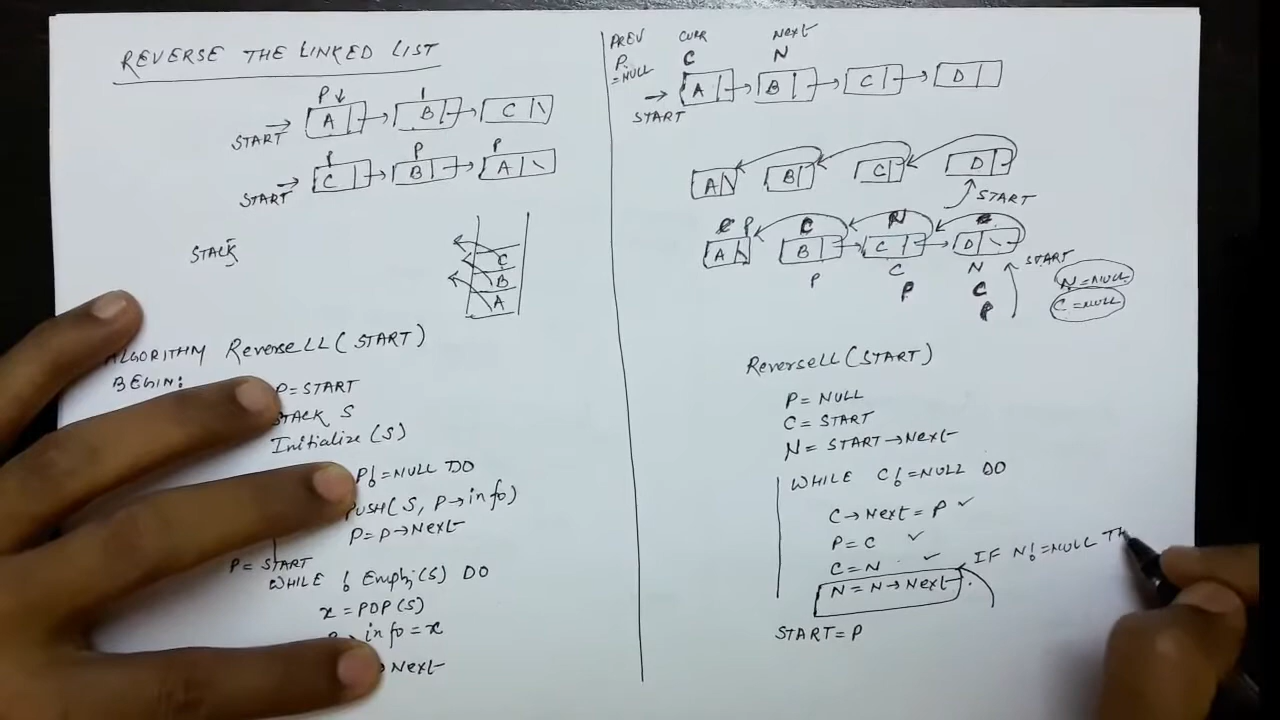 REVERSE THE LINKED LIST
P
A B C
START
P P P
C B A
START
STACK
C
B
A
ALGORITHM ReverseLL(START)
BEGIN:
P=START
STACK S
Initialize(S)
P!=NULL DO
PUSH(S, P→info)
P=P→Next
P=START
WHILE !Empty(S) DO
x=POP(S)
info=x
→Next
PREV CURR Next
P C N
=NULL
A B C D
START
A B C D
START
C P C N
A B C D
START
P C N
P C
P
N=NULL
C=NULL
ReverseLL(START)
P=NULL
C=START
N=START→Next
WHILE C!=NULL DO
C→Next=P ✓
P=C ✓
C=N ✓
IF N!=NULL TH
N=N→Next
START=P